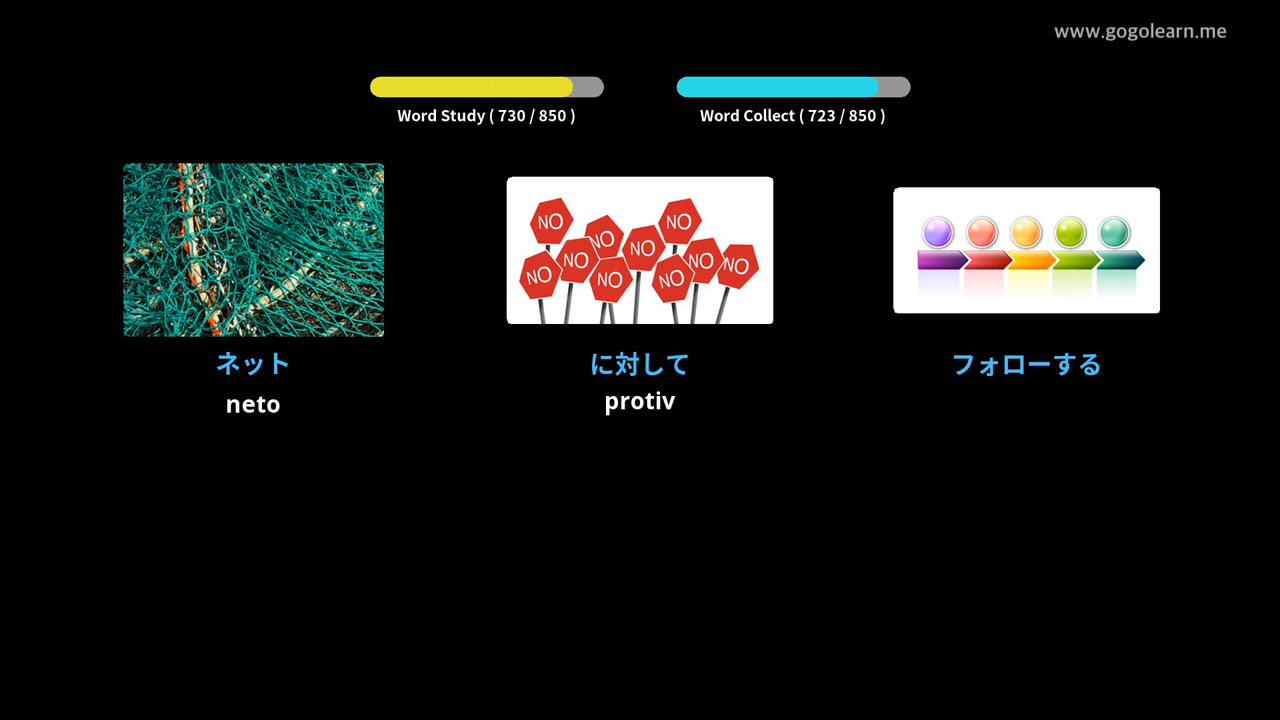 www.gogolearn.me
Word Study ( 730 / 850 )
Word Collect ( 723 / 850 )
NO
NO
NO
NO
NO
NO
NO
NO
NO
NO
ネット
に対して
フォローする
neto
protiv